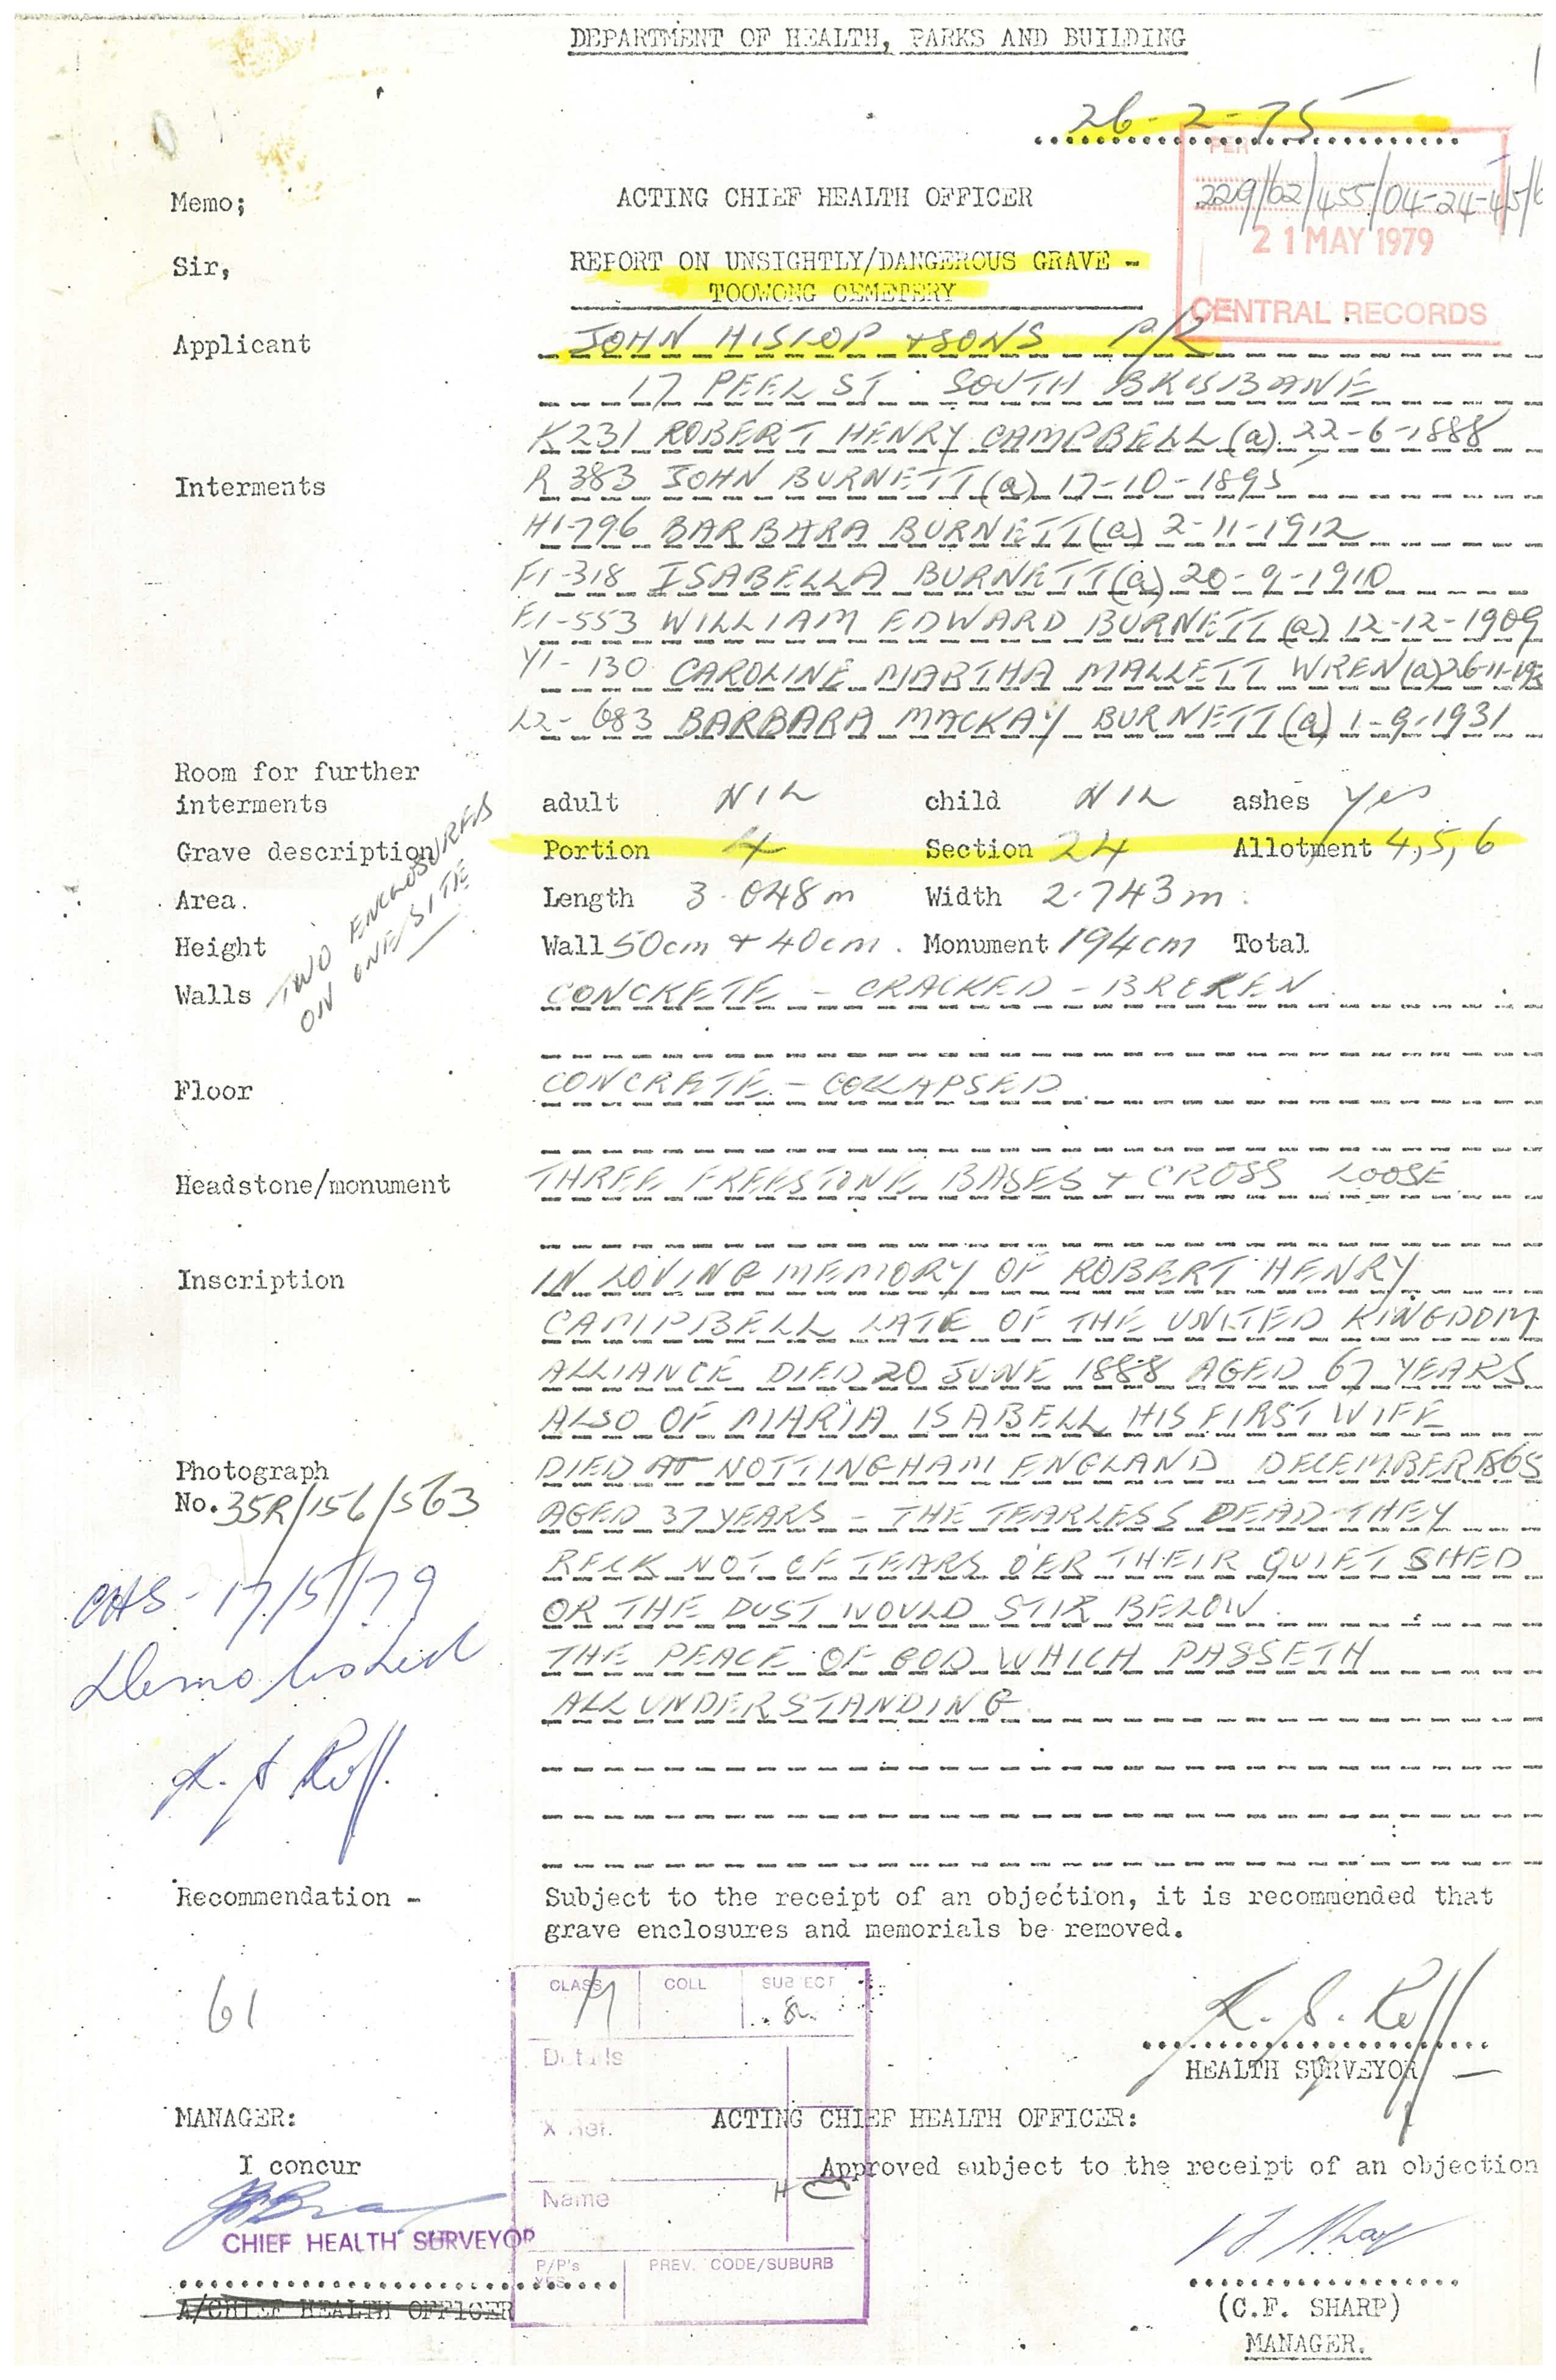 DEPARTMENT OF HEALTH, PARKS AND BUILDING
26-2-75
PER
229/02/455/04-24-4/5/6
21 MAY 1979
CENTRAL RECORDS
Memo; ACTING CHIEF HEALTH OFFICER
Sir, REPORT ON UNSIGHTLY/DANGEROUS GRAVE -
TOOWONG CEMETERY
Applicant JOHN HISLOP + SONS P/L
17 PEEL ST SOUTH BRISBANE
K231 ROBERT HENRY CAMPBELL (a) 22-6-1888
Interments R 383 JOHN BURNETT (a) 17-10-1895
H1-796 BARBARA BURNETT (a) 2-11-1912
F1-318 ISABELLA BURNETT (a) 20-9-1910
F1-553 WILLIAM EDWARD BURNETT (a) 12-12-1909
Y1-130 CAROLINE MARTHA MALLETT WREN (a) 26-11-
L2-683 BARBARA MACKAY BURNETT (a) 1-9-1931
Room for further
interments adult NIL child NIL ashes yes
Grave description Portion 4 Section 24 Allotment 4, 5, 6
TWO ENCLOSURES
ON ONE SITE
Area. Length 3.048m Width 2.743m.
Height Wall 50cm + 40cm. Monument 194cm Total
Walls CONCRETE - CRACKED - BROKEN
Floor CONCRETE - COLLAPSED
Headstone/monument THREE FREESTONE BASES + CROSS LOOSE
Inscription IN LOVING MEMORY OF ROBERT HENRY
CAMPBELL LATE OF THE UNITED KINGDOM
ALLIANCE DIED 20 JUNE 1888 AGED 67 YEARS
ALSO OF MARIA ISABELL HIS FIRST WIFE
Photograph DIED AT NOTTINGHAM ENGLAND DECEMBER 1865
No. 35R/156/563 AGED 37 YEARS - THE TEARLESS DEAD THEY
RECK NOT OF TEARS O'ER THEIR QUIET SHED
OR THE DUST WOULD STIR BELOW.
THE PEACE OF GOD WHICH PASSETH
ALL UNDERSTANDING
17/5/79
Demolished
Recommendation - Subject to the receipt of an objection, it is recommended that
grave enclosures and memorials be removed.
61
CLASS COLL SUBJECT
Details
X Ref.
Name
P/P's
YES
PREV. CODE/SUBURB
HEALTH SURVEYOR
MANAGER: ACTING CHIEF HEALTH OFFICER:
I concur Approved subject to the receipt of an objection
CHIEF HEALTH SURVEYOR
A/CHIEF HEALTH OFFICER
(C.F. SHARP)
MANAGER.